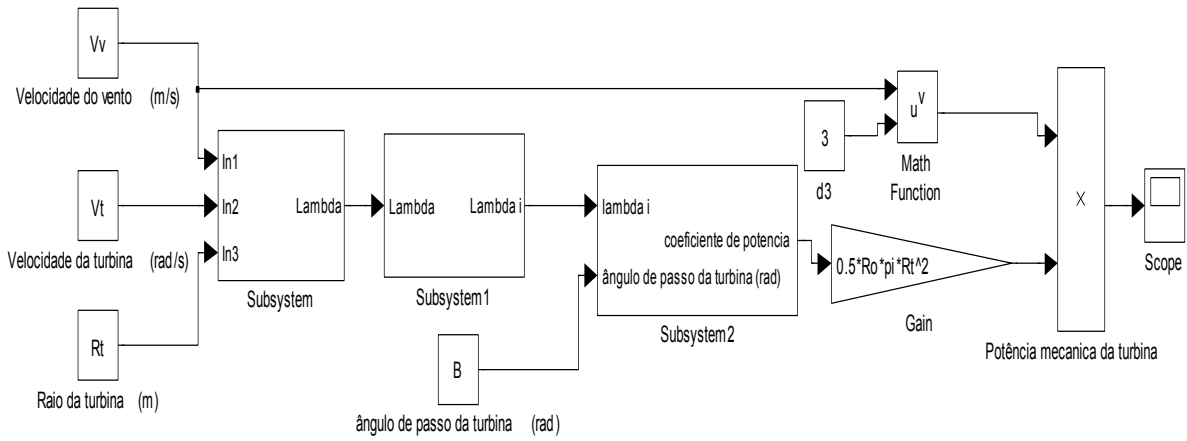 Vv
Velocidade do vento (m/s)
Vt
Velocidade da turbina (rad/s)
Rt
Raio da turbina (m)
In1
In2
In3
Lambda
Subsystem
Lambda
Lambda i
Subsystem1
B
ângulo de passo da turbina (rad)
lambda i
coeficiente de potencia
ângulo de passo da turbina (rad)
Subsystem2
3
d3
u^v
Math
Function
0.5*Ro*pi*Rt^2
Gain
X
Potência mecanica da turbina
Scope